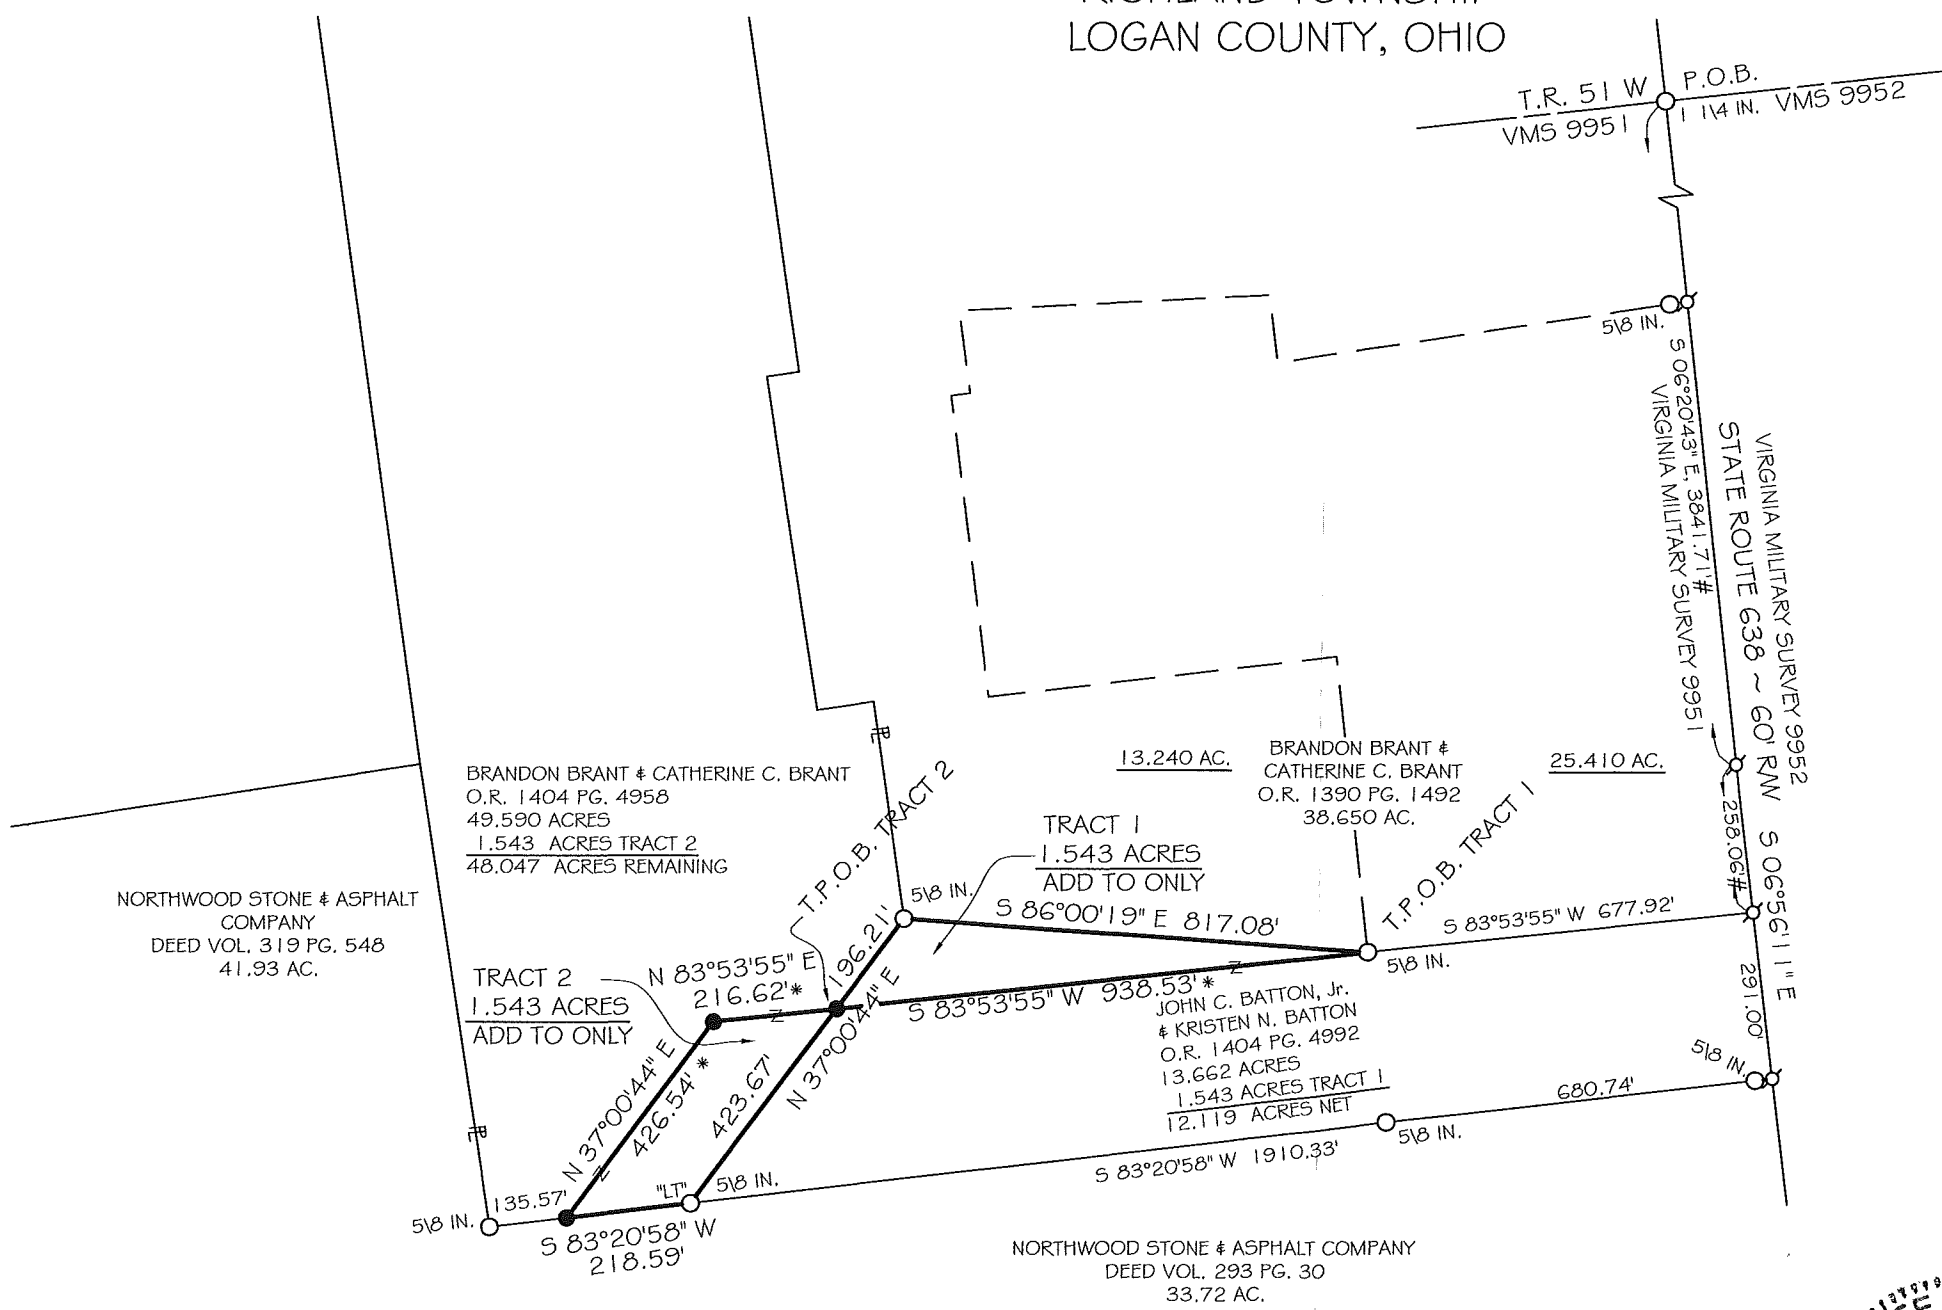 LOGAN COUNTY, OHIO
T.R. 51 W
P.O.B.
VMS 9951
1 1\4 IN.
VMS 9952
5\8 IN.
S 06°20'43" E, 3841.71'#
VIRGINIA MILITARY SURVEY 9951
STATE ROUTE 638 ~ 60' R/W
VIRGINIA MILITARY SURVEY 9952
S 06°56'11" E
258.06'#
291.00'
BRANDON BRANT & CATHERINE C. BRANT
O.R. 1404 PG. 4958
49.590 ACRES
1.543 ACRES TRACT 2
48.047 ACRES REMAINING
PL
T.P.O.B. TRACT 2
13.240 AC.
BRANDON BRANT &
CATHERINE C. BRANT
O.R. 1390 PG. 1492
38.650 AC.
25.410 AC.
TRACT 1
1.543 ACRES
ADD TO ONLY
T.P.O.B. TRACT 1
NORTHWOOD STONE & ASPHALT
COMPANY
DEED VOL. 319 PG. 548
41.93 AC.
5\8 IN.
S 86°00'19" E 817.08'
S 83°53'55" W 677.92'
5\8 IN.
TRACT 2
1.543 ACRES
ADD TO ONLY
N 83°53'55" E
216.62'*
Z
196.21'
N 37°00'44" E
423.67'
S 83°53'55" W 938.53'*
Z
JOHN C. BATTON, Jr.
& KRISTEN N. BATTON
O.R. 1404 PG. 4992
13.662 ACRES
1.543 ACRES TRACT 1
12.119 ACRES NET
N 37°00'44" E
426.54' *
Z
PL
5\8 IN.
680.74'
5\8 IN.
S 83°20'58" W 1910.33'
"LT"
5\8 IN.
135.57'
5\8 IN.
S 83°20'58" W
218.59'
NORTHWOOD STONE & ASPHALT COMPANY
DEED VOL. 293 PG. 30
33.72 AC.